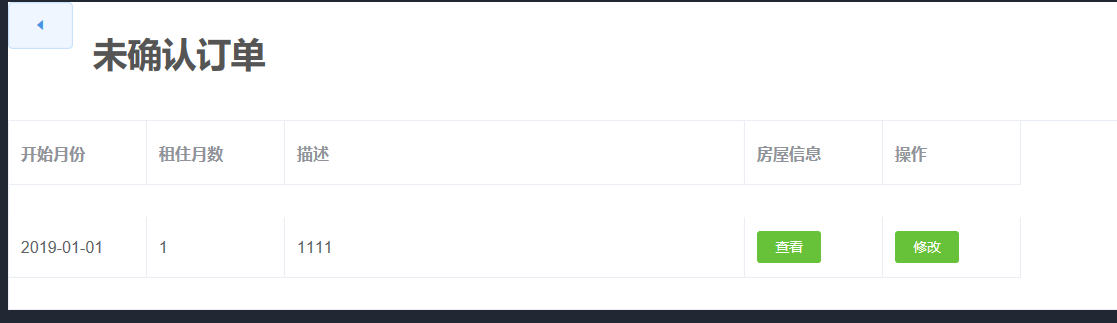 未确认订单
开始月份 租住月数 描述 房屋信息 操作
2019-01-01 1 1111 查看 修改